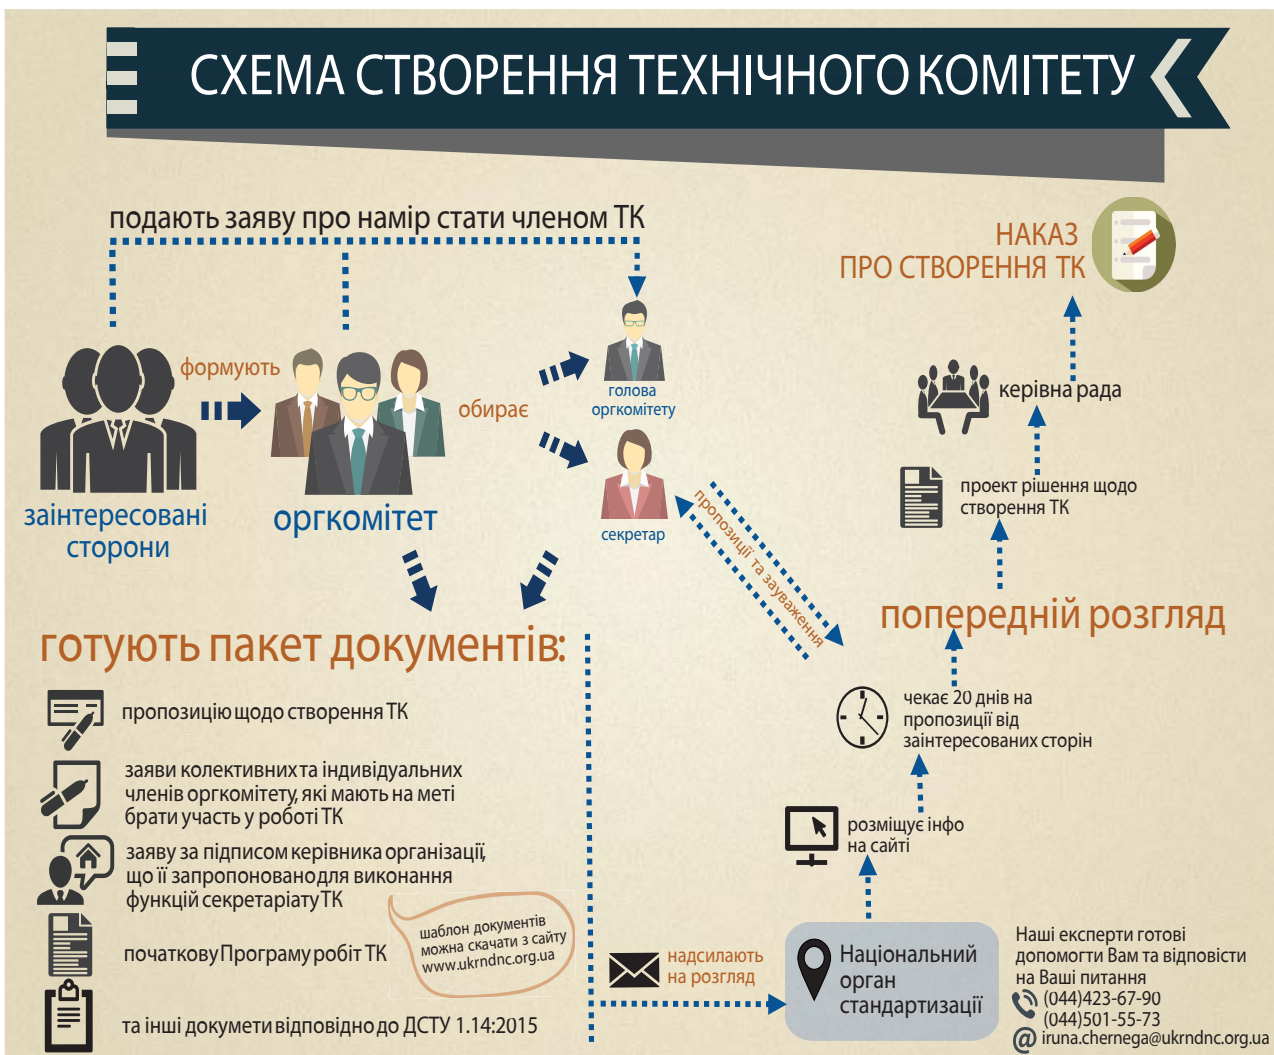 СХЕМА СТВОРЕННЯ ТЕХНІЧНОГО КОМІТЕТУ
подають заяву про намір стати членом ТК
НАКАЗ
ПРО СТВОРЕННЯ ТК
формують
обирає
голова
оргкомітету
керівна рада
заінтересовані
сторони
оргкомітет
секретар
пропозиції та зауваження
проект рішення щодо
створення ТК
попередній розгляд
готують пакет документів:
пропозицію щодо створення ТК
заяви колективних та індивідуальних
членів оргкомітету, які мають на меті
брати участь у роботі ТК
заяву за підписом керівника організації,
що її запропоновано для виконання
функцій секретаріату ТК
початкову Програму робіт ТК
та інші докумети відповідно до ДСТУ 1.14:2015
шаблон документів
можна скачати з сайту
www.ukrndnc.org.ua
чекає 20 днів на
пропозиції від
заінтересованих сторін
розміщує інфо
на сайті
надсилають
на розгляд
Національний
орган
стандартизації
Наші експерти готові
допомогти Вам та відповісти
на Ваші питання
(044)423-67-90
(044)501-55-73
@ iruna.chernega@ukrndnc.org.ua